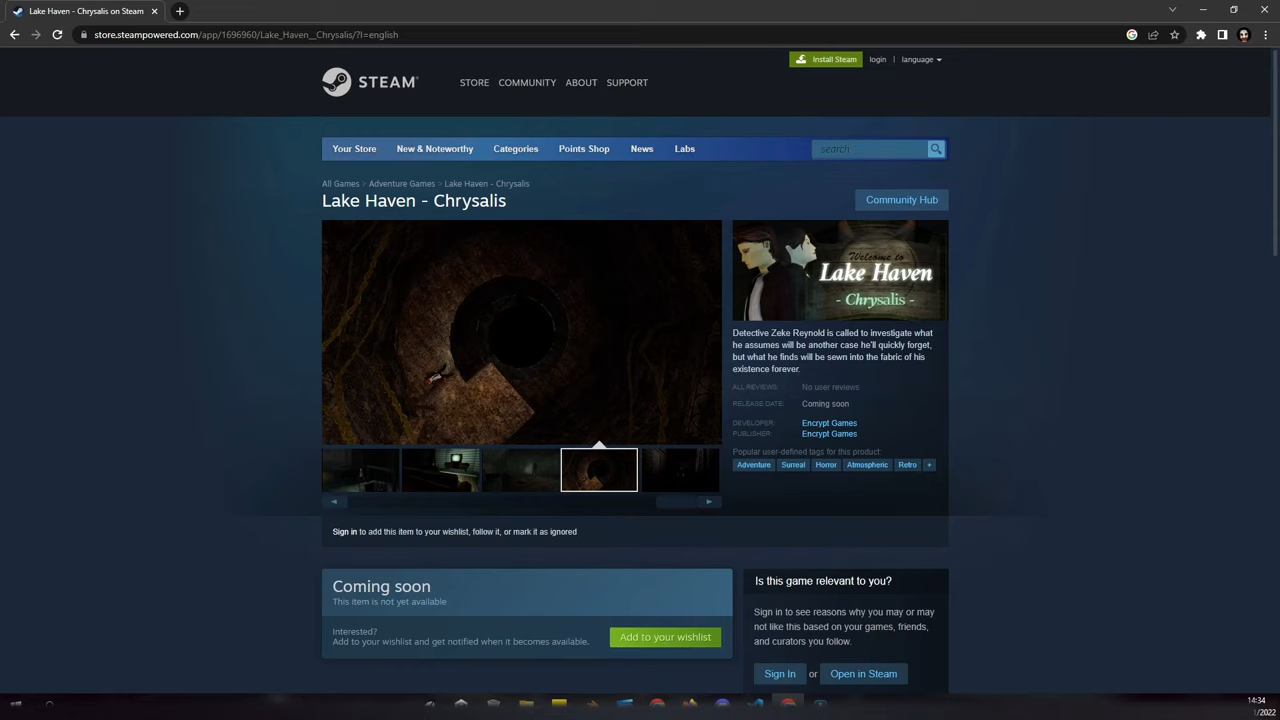 Lake Haven - Chrysalis on Steam
store.steampowered.com/app/1696960/Lake_Haven__Chrysalis/?l=english
Install Steam login | language
STEAM® STORE COMMUNITY ABOUT SUPPORT
Your Store New & Noteworthy Categories Points Shop News Labs search
All Games > Adventure Games > Lake Haven - Chrysalis
Lake Haven - Chrysalis
Community Hub
Welcome to
Lake Haven
- Chrysalis -
Detective Zeke Reynold is called to investigate what
he assumes will be another case he'll quickly forget,
but what he finds will be sewn into the fabric of his
existence forever.
ALL REVIEWS: No user reviews
RELEASE DATE: Coming soon
DEVELOPER: Encrypt Games
PUBLISHER: Encrypt Games
Popular user-defined tags for this product:
Adventure Surreal Horror Atmospheric Retro +
Sign in to add this item to your wishlist, follow it, or mark it as ignored
Coming soon
This item is not yet available
Interested?
Add to your wishlist and get notified when it becomes available.
Add to your wishlist
Is this game relevant to you?
Sign in to see reasons why you may or may
not like this based on your games, friends,
and curators you follow.
Sign In or Open in Steam
14:34
1/2022